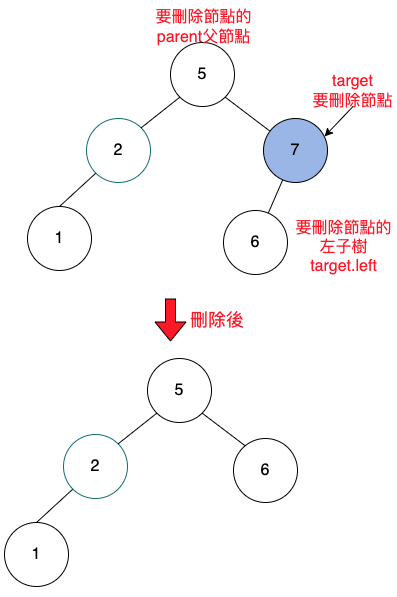 要刪除節點的
parent父節點
5
target
要刪除節點
2
7
1
6
要刪除節點的
左子樹
target.left
刪除後
5
2
6
1